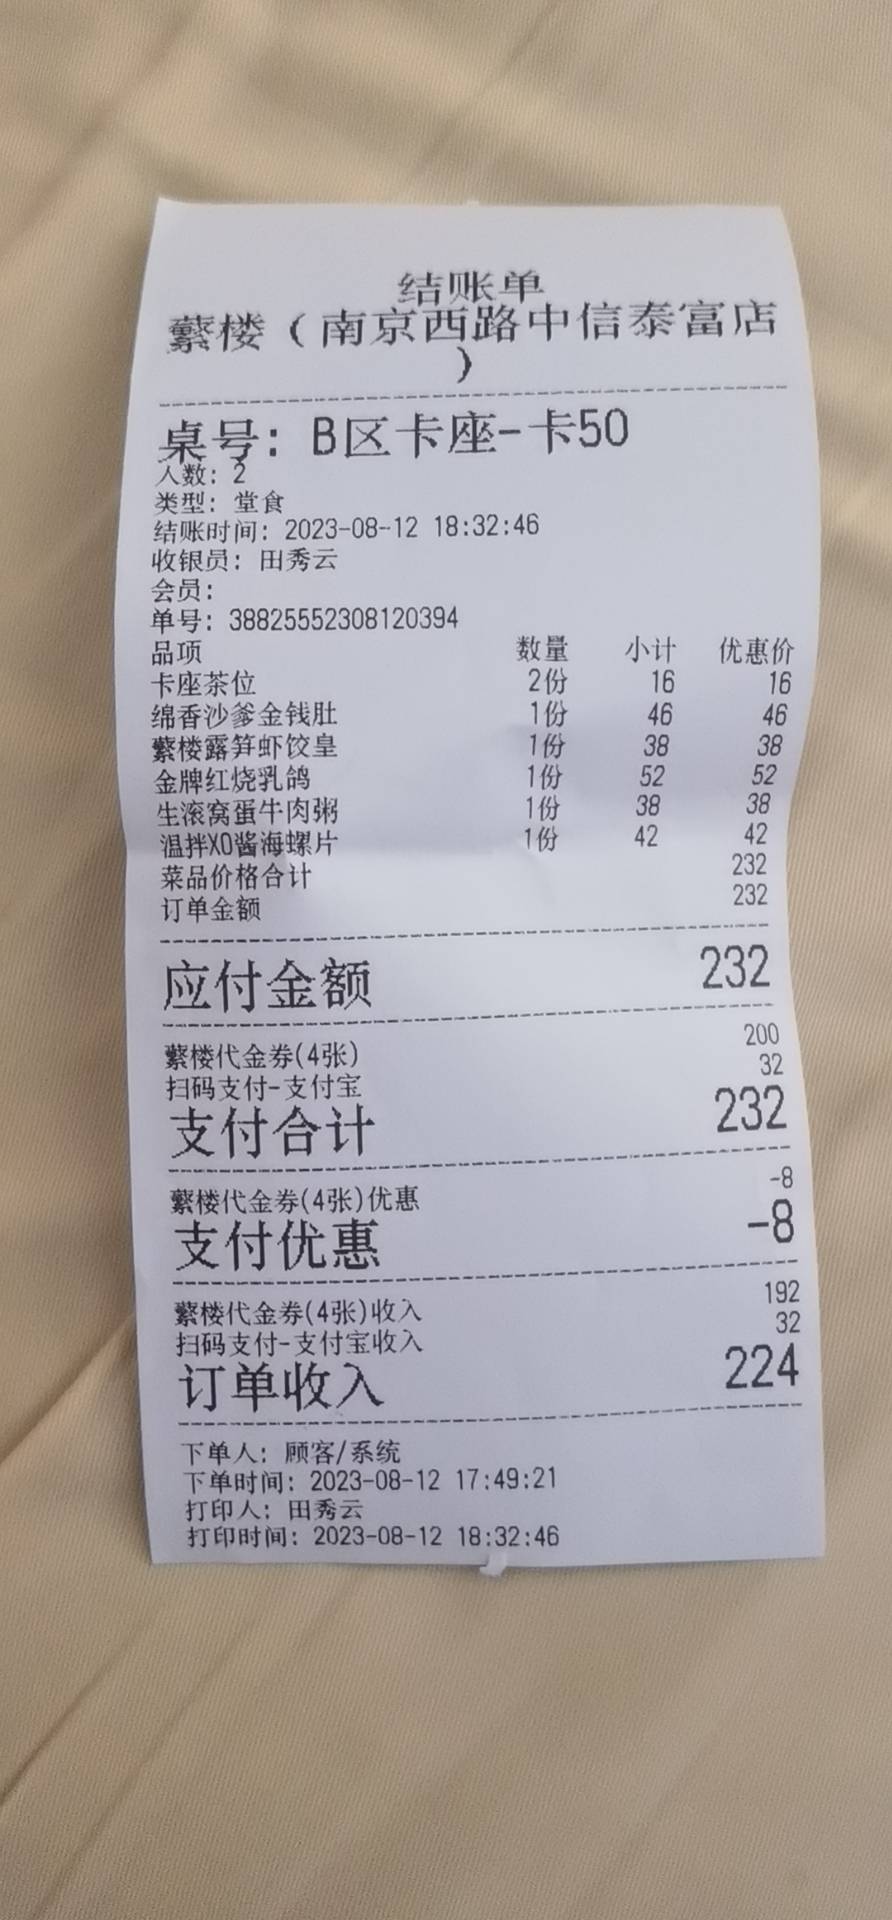 结账单
蘩楼（南京西路中信泰富店
）
桌号: B区卡座-卡50
人数: 2
类型: 堂食
结账时间: 2023-08-12 18:32:46
收银员: 田秀云
会员:
单号: 38825552308120394
品项 数量 小计 优惠价
卡座茶位 2份 16 16
绵香沙爹金钱肚 1份 46 46
蘩楼露笋虾饺皇 1份 38 38
金牌红烧乳鸽 1份 52 52
生滚窝蛋牛肉粥 1份 38 38
温拌XO酱海螺片 1份 42 42
菜品价格合计 232
订单金额 232
应付金额 232
蘩楼代金券(4张) 200
扫码支付-支付宝 32
支付合计 232
蘩楼代金券(4张)优惠 -8
支付优惠 -8
蘩楼代金券(4张)收入 192
扫码支付-支付宝收入 32
订单收入 224
下单人: 顾客/系统
下单时间: 2023-08-12 17:49:21
打印人: 田秀云
打印时间: 2023-08-12 18:32:46